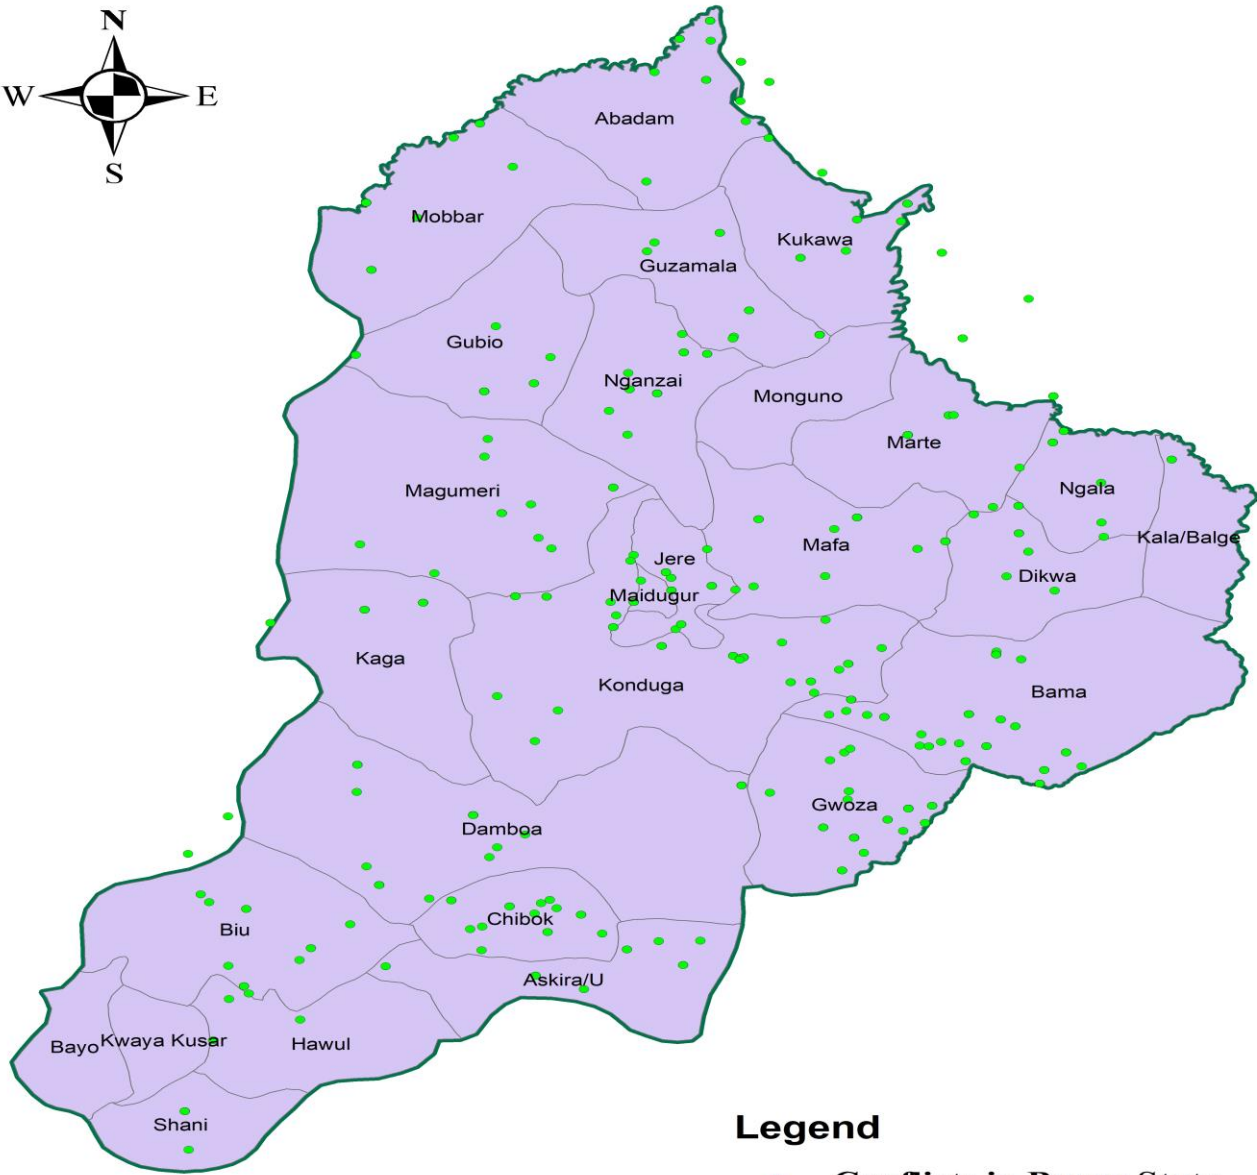 N
W E
S
Abadam
Mobbar
Kukawa
Guzamala
Gubio
Nganzai
Monguno
Marte
Magumeri
Ngala
Kala/Balge
Mafa
Jere
Dikwa
Maidugur
Kaga
Konduga
Bama
Gwoza
Damboa
Chibok
Biu
Askira/U
Kwaya Kusar
Bayo
Hawul
Shani
Legend